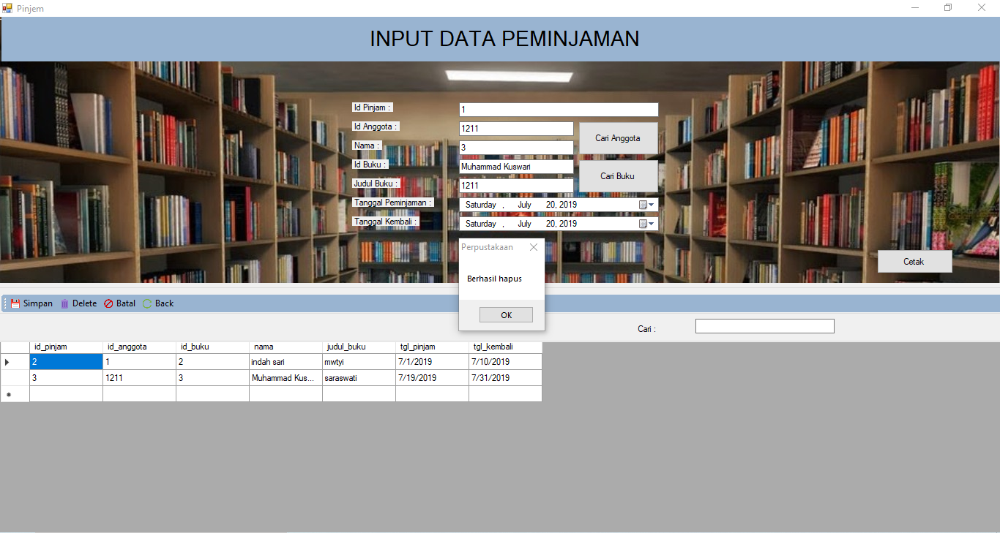 Pinjem
INPUT DATA PEMINJAMAN
Id Pinjam : 1
Id Anggota : 1211 Cari Anggota
Nama : 3
Id Buku : Muhammad Kuswari Cari Buku
Judul Buku : 1211
Tanggal Peminjaman : Saturday , July 20, 2019
Tanggal Kembali : Saturday , July 20, 2019
Perpustakaan
Berhasil hapus
OK
Cetak
Simpan Delete Batal Back
Cari :
id_pinjam id_anggota id_buku nama judul_buku tgl_pinjam tgl_kembali
2 1 2 indah sari mwtyi 7/1/2019 7/10/2019
3 1211 3 Muhammad Kus... saraswati 7/19/2019 7/31/2019